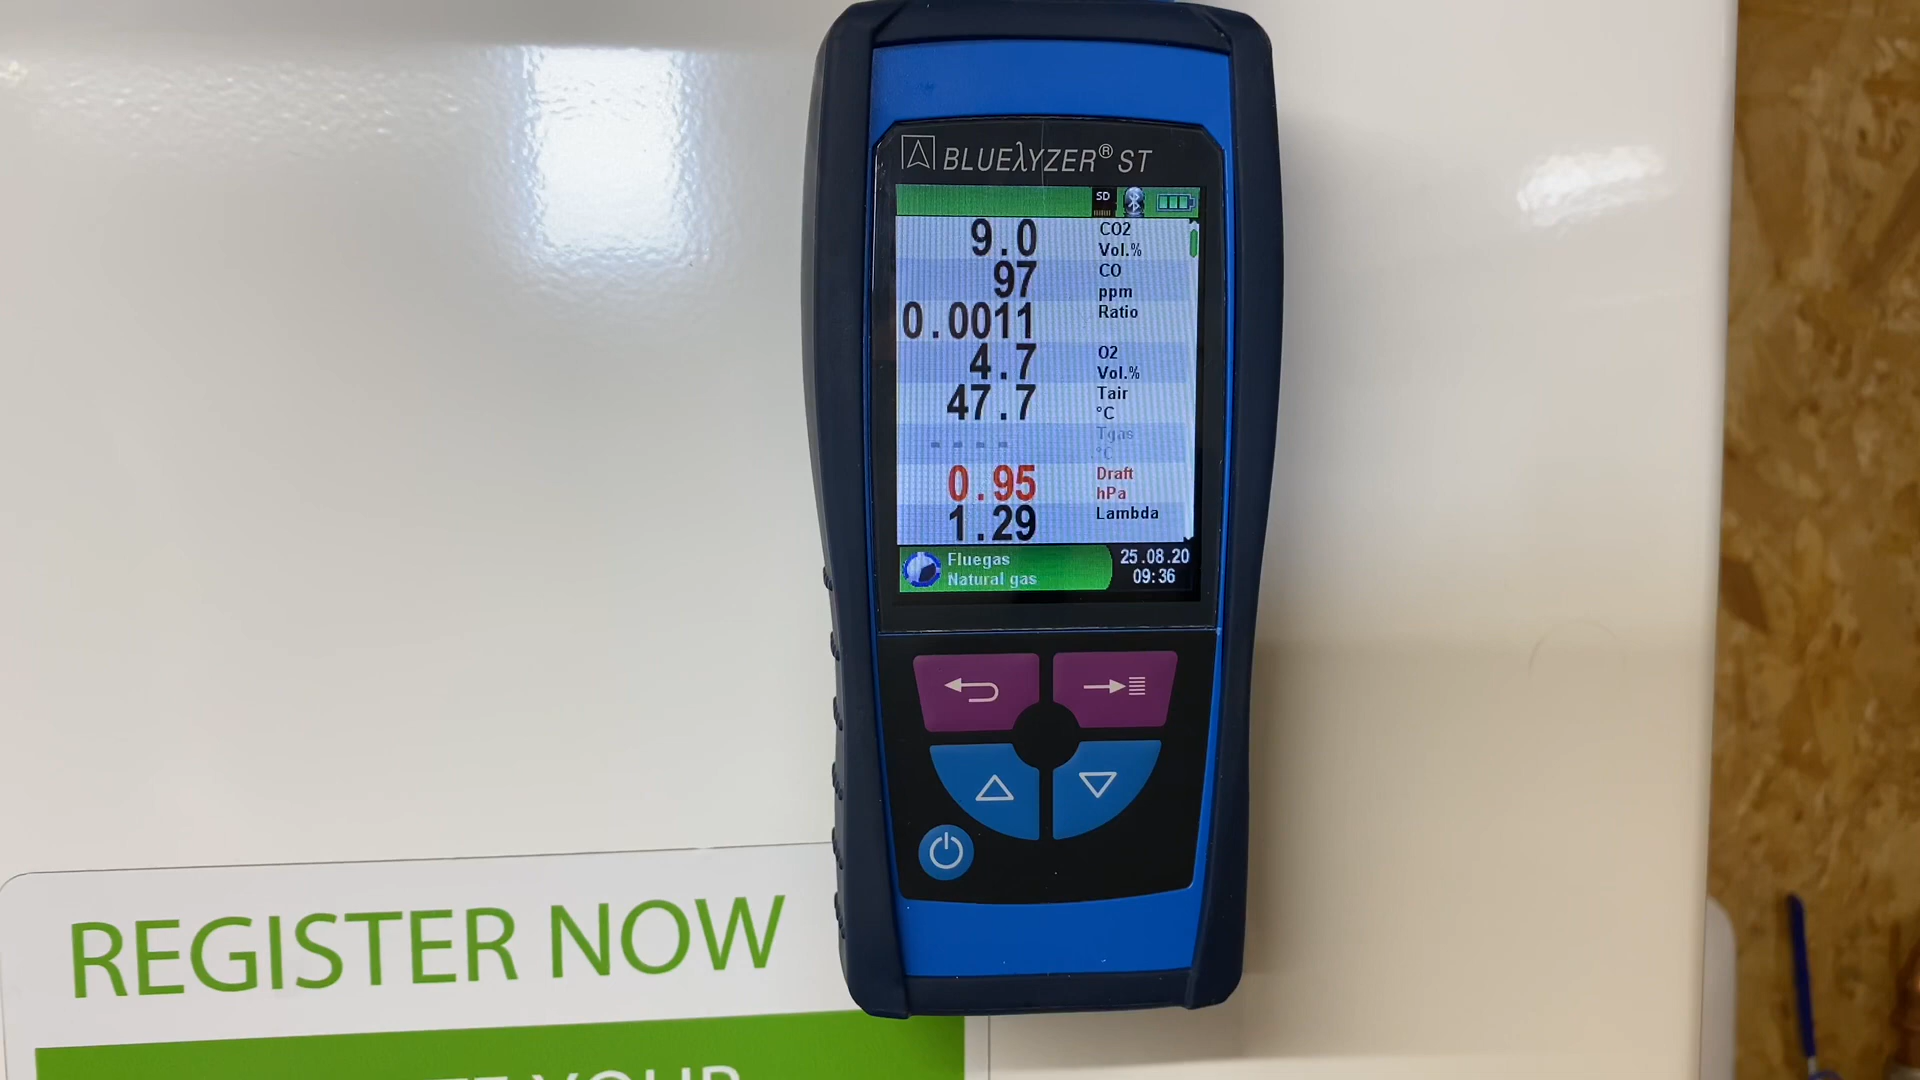 BLUEλYZER® ST
SD
9.0 CO2 Vol.%
97 CO ppm
0.0011 Ratio
4.7 O2 Vol.%
47.7 Tair °C
---- Tgas °C
0.95 Draft hPa
1.29 Lambda
Fluegas 25.08.20
Natural gas 09:36
REGISTER NOW
YOUR